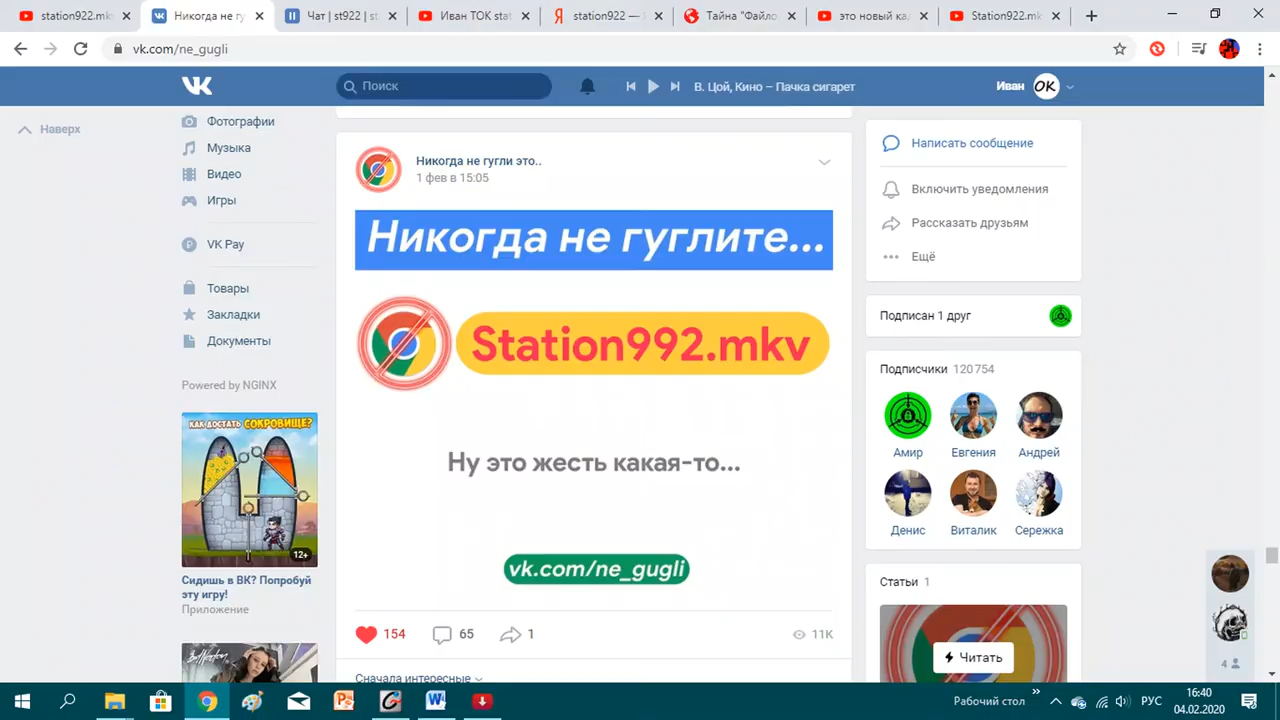 station922.mkv
Никогда не гу
Чат | st922 | st
Иван ТОК stat
station922 —
Тайна "Файло
это новый кал
Station922.mkv
vk.com/ne_gugli
Поиск
В. Цой, Кино – Пачка сигарет
Иван
OK
Наверх
Фотографии
Музыка
Видео
Игры
VK Pay
Товары
Закладки
Документы
Powered by NGINX
КАК ДОСТАТЬ СОКРОВИЩЕ?
12+
Сидишь в ВК? Попробуй
эту игру!
Приложение
Никогда не гугли это..
1 фев в 15:05
Никогда не гуглите...
Station992.mkv
Ну это жесть какая-то...
vk.com/ne_gugli
154
65
1
11K
Сначала интересные
Написать сообщение
Включить уведомления
Рассказать друзьям
Ещё
Подписан 1 друг
Подписчики 120 754
Амир
Евгения
Андрей
Денис
Виталик
Сережка
Статьи 1
Читать
4
Рабочий стол
РУС
16:40
04.02.2020